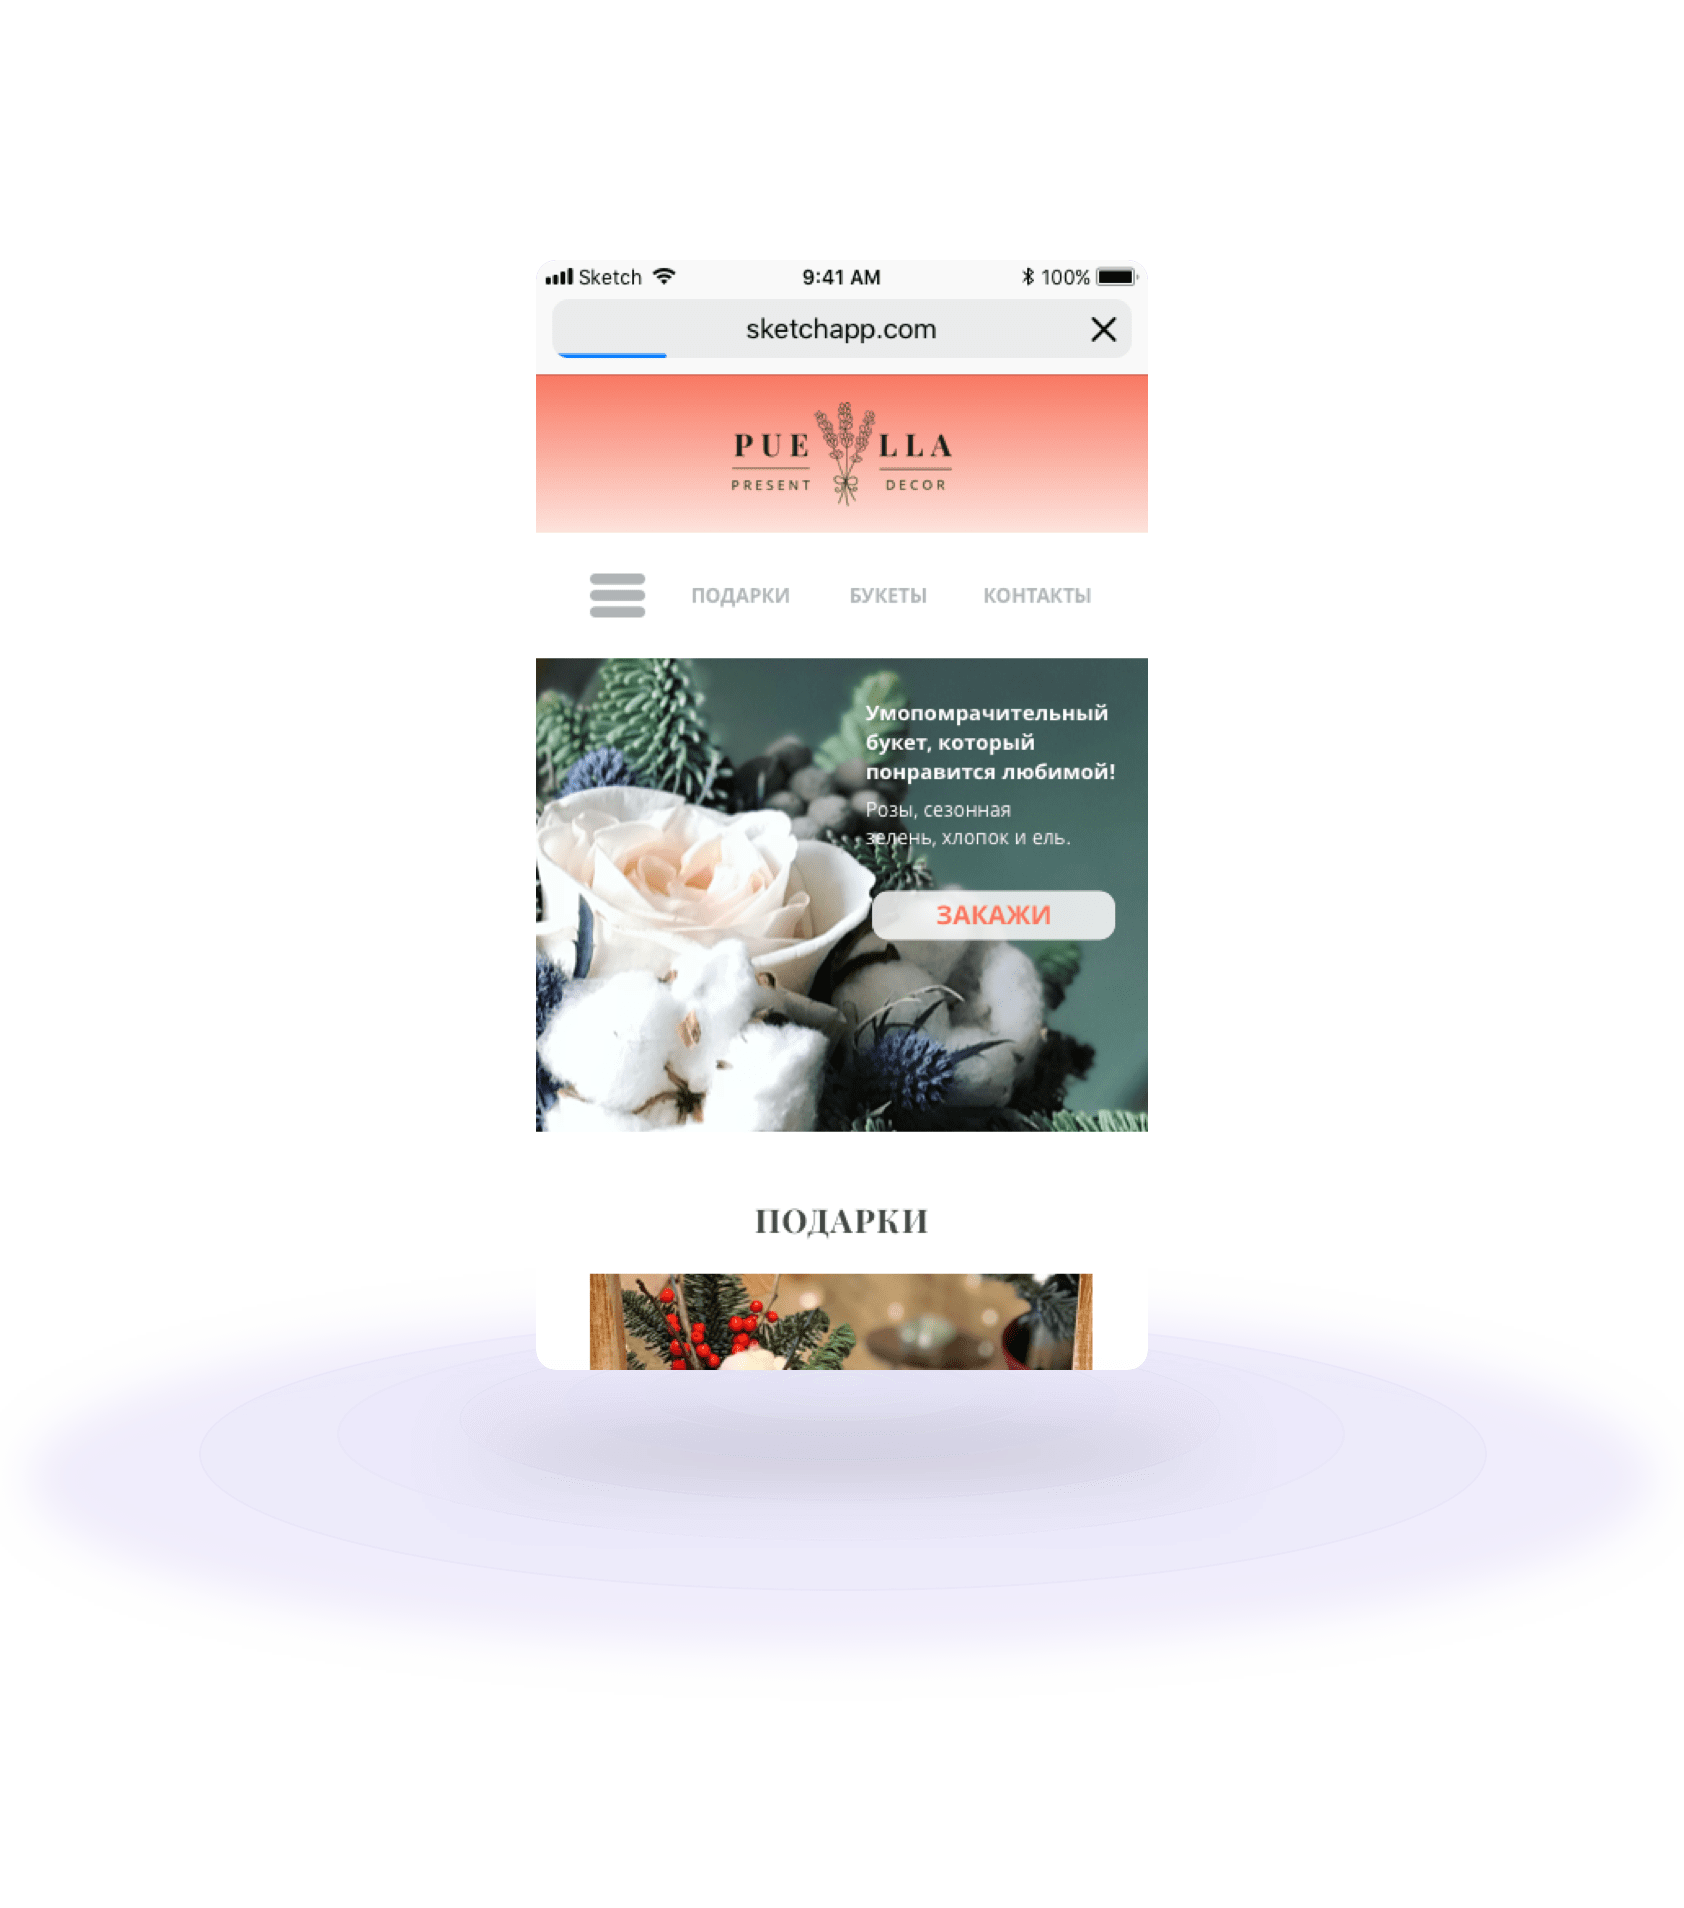 Sketch 9:41 AM 100%
sketchapp.com
PUE LLA
PRESENT DECOR
ПОДАРКИ БУКЕТЫ КОНТАКТЫ
Умопомрачительный
букет, который
понравится любимой!
Розы, сезонная
зелень, хлопок и ель.
ЗАКАЖИ
ПОДАРКИ